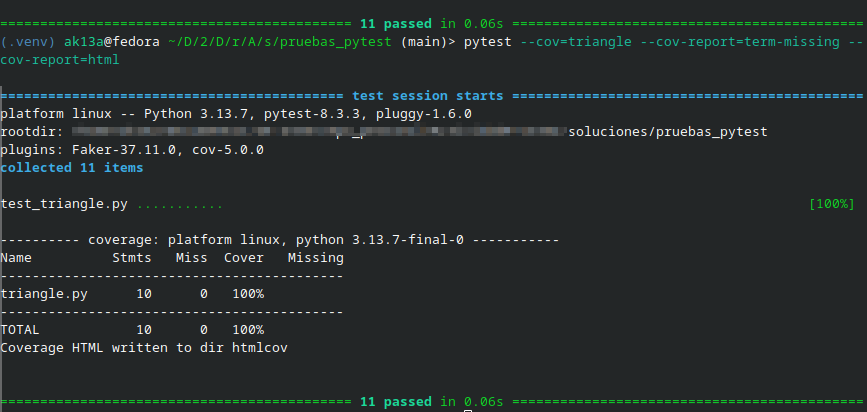 ============================================ 11 passed in 0.06s ============================================
(.venv) ak13a@fedora ~/D/2/D/r/A/s/pruebas_pytest (main)> pytest --cov=triangle --cov-report=term-missing --
cov-report=html
=========================================== test session starts ============================================
platform linux -- Python 3.13.7, pytest-8.3.3, pluggy-1.6.0
rootdir: soluciones/pruebas_pytest
plugins: Faker-37.11.0, cov-5.0.0
collected 11 items
test_triangle.py ........... [100%]
---------- coverage: platform linux, python 3.13.7-final-0 -----------
Name Stmts Miss Cover Missing
-------------------------------------------
triangle.py 10 0 100%
-------------------------------------------
TOTAL 10 0 100%
Coverage HTML written to dir htmlcov
============================================ 11 passed in 0.06s ============================================